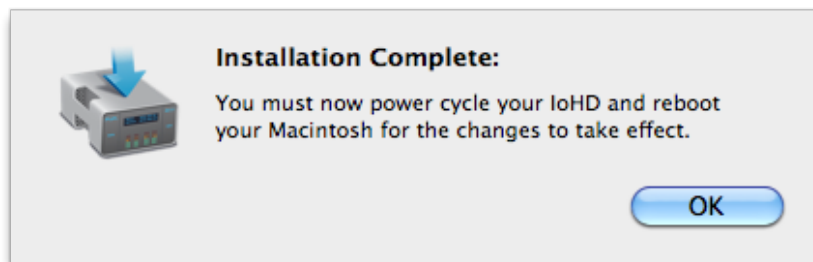 Installation Complete:
You must now power cycle your IoHD and reboot
your Macintosh for the changes to take effect.
OK